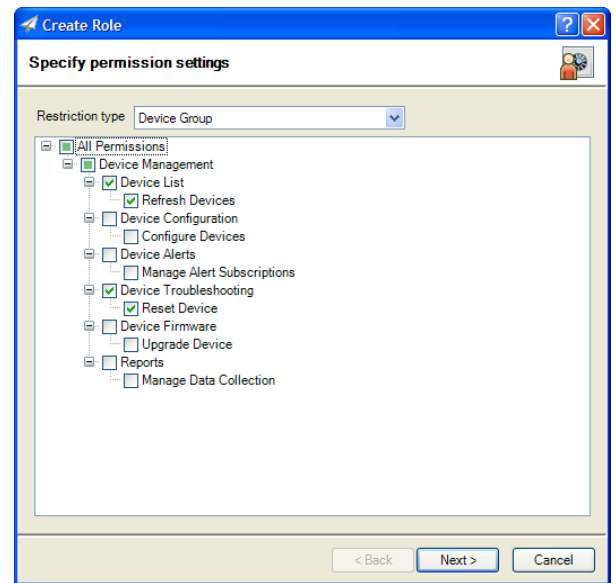 Create Role
Specify permission settings
Restriction type Device Group
All Permissions
Device Management
Device List
Refresh Devices
Device Configuration
Configure Devices
Device Alerts
Manage Alert Subscriptions
Device Troubleshooting
Reset Device
Device Firmware
Upgrade Device
Reports
Manage Data Collection
< Back Next > Cancel